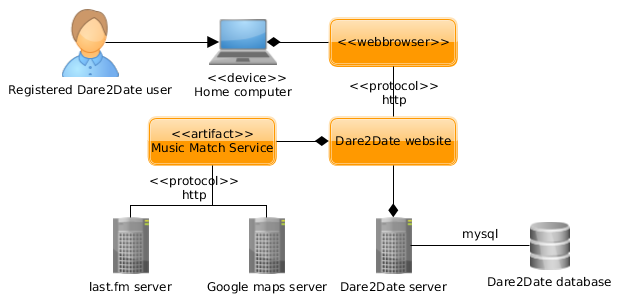 <<webbrowser>>
<<device>>
Home computer
Registered Dare2Date user
<<protocol>>
http
<<artifact>>
Music Match Service
Dare2Date website
<<protocol>>
http
mysql
last.fm server
Google maps server
Dare2Date server
Dare2Date database